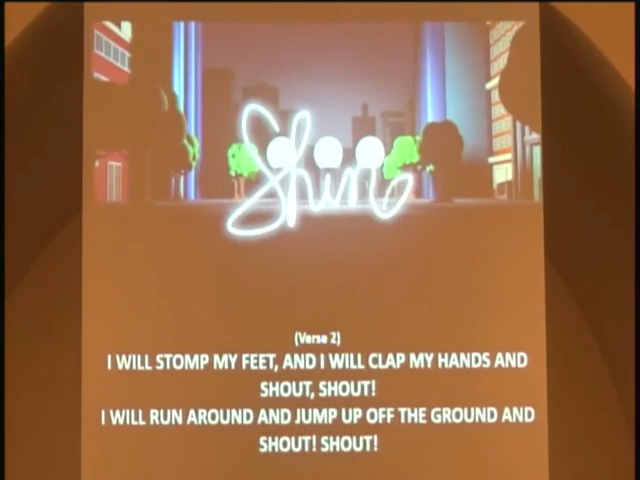 Shine
(Verse 2)
I WILL STOMP MY FEET, AND I WILL CLAP MY HANDS AND
SHOUT, SHOUT!
I WILL RUN AROUND AND JUMP UP OFF THE GROUND AND
SHOUT! SHOUT!